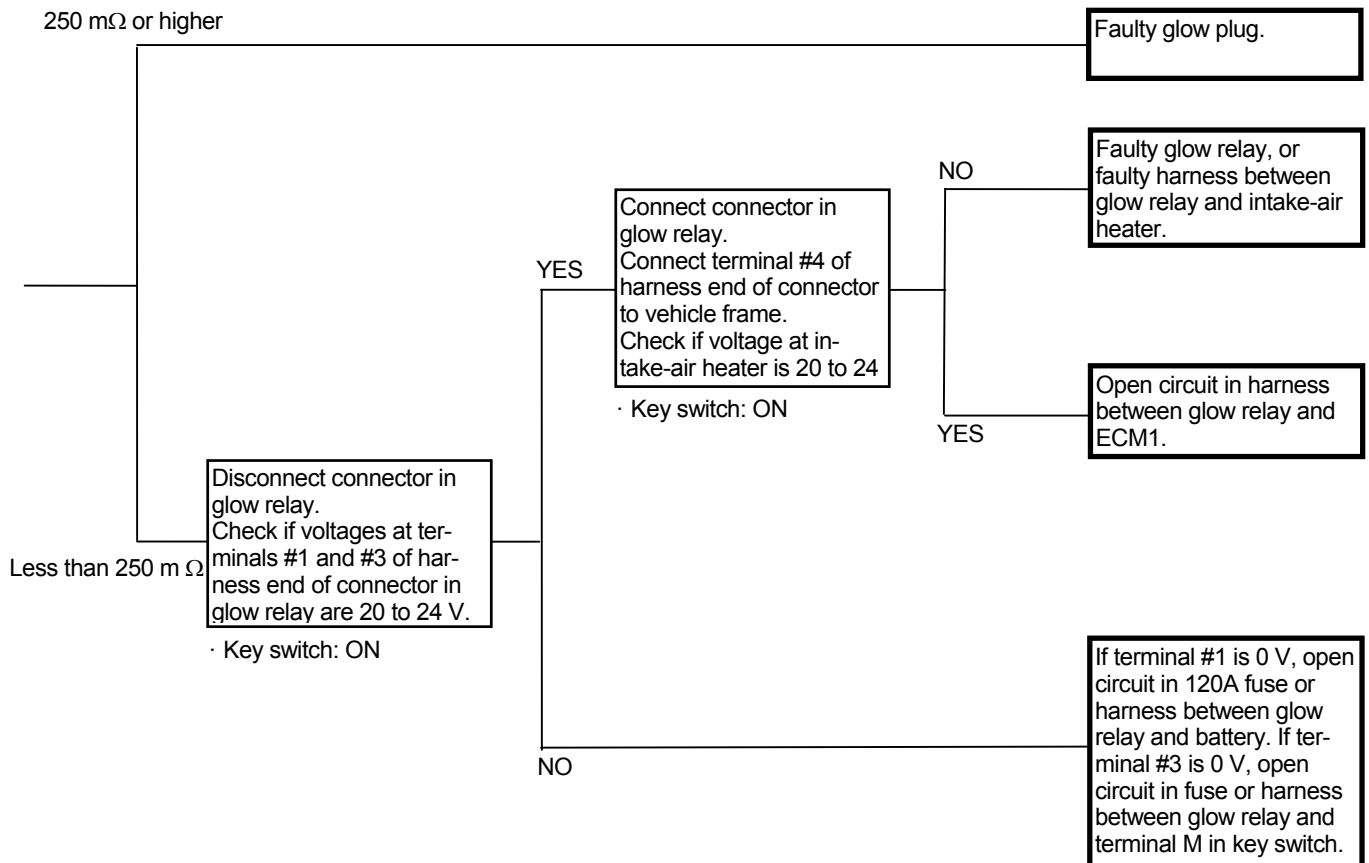 250 mΩ or higher
Faulty glow plug.
Faulty glow relay, or
faulty harness between
glow relay and intake-air
heater.
NO
Connect connector in
glow relay.
Connect terminal #4 of
harness end of connector
to vehicle frame.
Check if voltage at in-
take-air heater is 20 to 24
· Key switch: ON
YES
Open circuit in harness
between glow relay and
ECM1.
YES
Disconnect connector in
glow relay.
Check if voltages at ter-
minals #1 and #3 of har-
ness end of connector in
glow relay are 20 to 24 V.
· Key switch: ON
Less than 250 m Ω
If terminal #1 is 0 V, open
circuit in 120A fuse or
harness between glow
relay and battery. If ter-
minal #3 is 0 V, open
circuit in fuse or harness
between glow relay and
terminal M in key switch.
NO